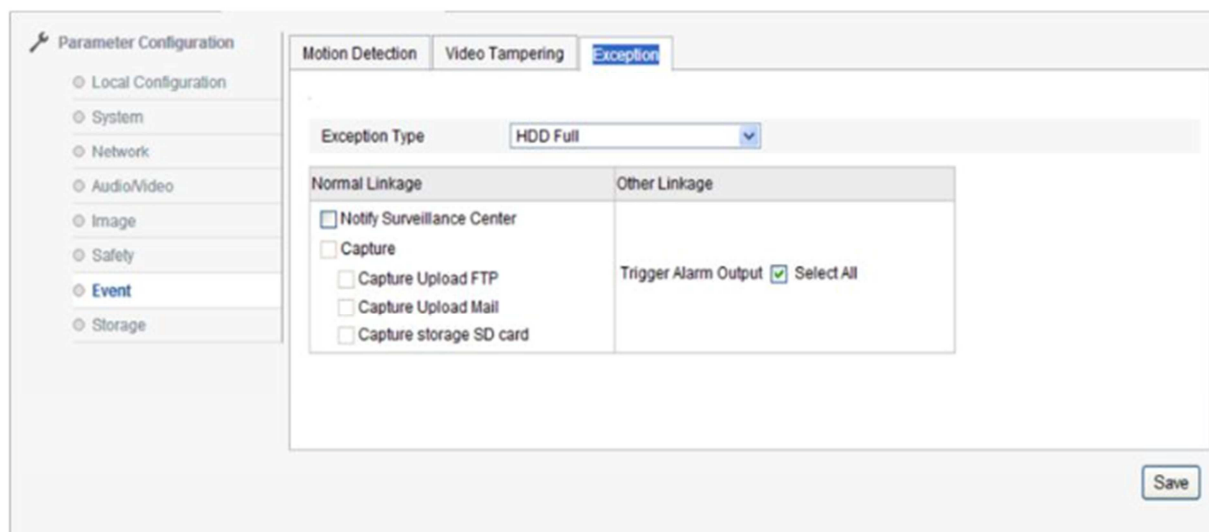 Parameter Configuration
Local Configuration
System
Network
Audio/Video
Image
Safety
Event
Storage
Motion Detection
Video Tampering
Exception
Exception Type
HDD Full
Normal Linkage
Other Linkage
Notify Surveillance Center
Capture
Capture Upload FTP
Capture Upload Mail
Capture storage SD card
Trigger Alarm Output Select All
Save